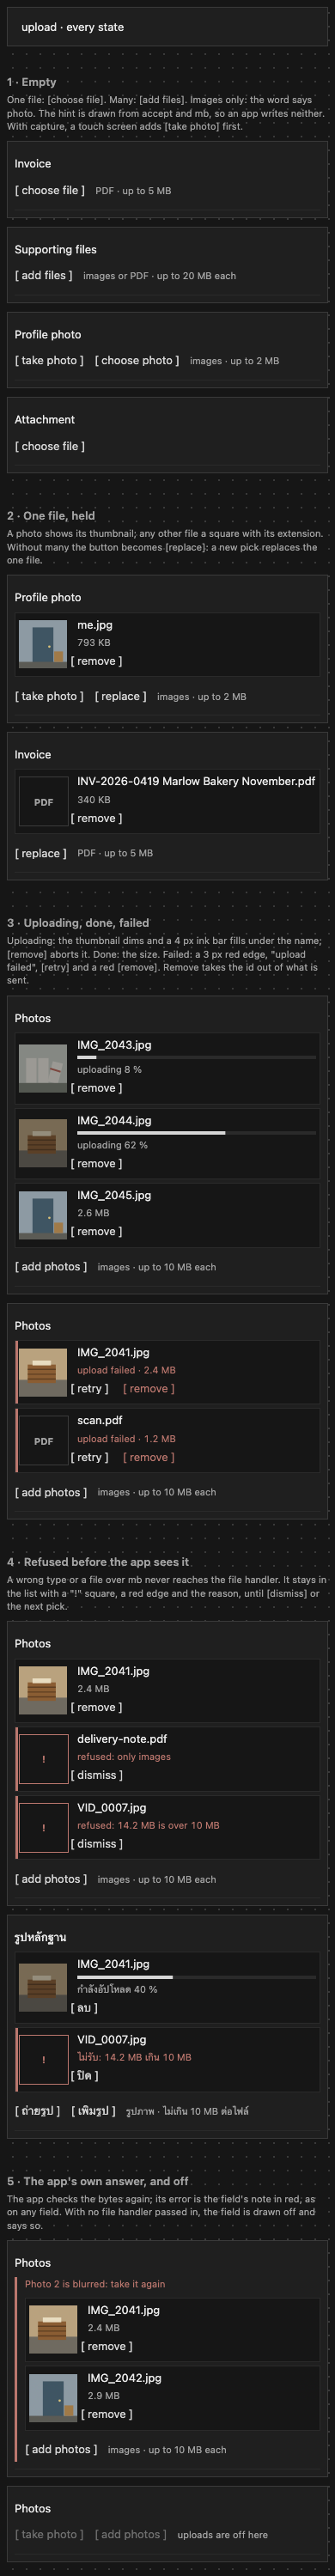 upload · every state
1 · Empty
One file: [choose file]. Many: [add files]. Images only: the word says
photo. The hint is drawn from accept and mb, so an app writes neither.
With capture, a touch screen adds [take photo] first.
Invoice
[ choose file ] PDF · up to 5 MB
Supporting files
[ add files ] images or PDF · up to 20 MB each
Profile photo
[ take photo ] [ choose photo ] images · up to 2 MB
Attachment
[ choose file ]
2 · One file, held
A photo shows its thumbnail; any other file a square with its extension.
Without many the button becomes [replace]: a new pick replaces the
one file.
Profile photo
me.jpg
793 KB
[ remove ]
[ take photo ] [ replace ] images · up to 2 MB
Invoice
PDF
INV-2026-0419 Marlow Bakery November.pdf
340 KB
[ remove ]
[ replace ] PDF · up to 5 MB
3 · Uploading, done, failed
Uploading: the thumbnail dims and a 4 px ink bar fills under the name;
[remove] aborts it. Done: the size. Failed: a 3 px red edge, "upload
failed", [retry] and a red [remove]. Remove takes the id out of what is
sent.
Photos
IMG_2043.jpg
uploading 8 %
[ remove ]
IMG_2044.jpg
uploading 62 %
[ remove ]
IMG_2045.jpg
2.6 MB
[ remove ]
[ add photos ] images · up to 10 MB each
Photos
IMG_2041.jpg
upload failed · 2.4 MB
[ retry ] [ remove ]
PDF
scan.pdf
upload failed · 1.2 MB
[ retry ] [ remove ]
[ add photos ] images · up to 10 MB each
4 · Refused before the app sees it
A wrong type or a file over mb never reaches the file handler. It stays in
the list with a "!" square, a red edge and the reason, until [dismiss] or
the next pick.
Photos
IMG_2041.jpg
2.4 MB
[ remove ]
!
delivery-note.pdf
refused: only images
[ dismiss ]
!
VID_0007.jpg
refused: 14.2 MB is over 10 MB
[ dismiss ]
[ add photos ] images · up to 10 MB each
รูปหลักฐาน
IMG_2041.jpg
กำลังอัปโหลด 40 %
[ ลบ ]
!
VID_0007.jpg
ไม่รับ: 14.2 MB เกิน 10 MB
[ ปิด ]
[ ถ่ายรูป ] [ เพิ่มรูป ] รูปภาพ · ไม่เกิน 10 MB ต่อไฟล์
5 · The app's own answer, and off
The app checks the bytes again; its error is the field's note in red, as
on any field. With no file handler passed in, the field is drawn off and
says so.
Photos
Photo 2 is blurred: take it again
IMG_2041.jpg
2.4 MB
[ remove ]
IMG_2042.jpg
2.9 MB
[ remove ]
[ add photos ] images · up to 10 MB each
Photos
[ take photo ] [ add photos ] uploads are off here